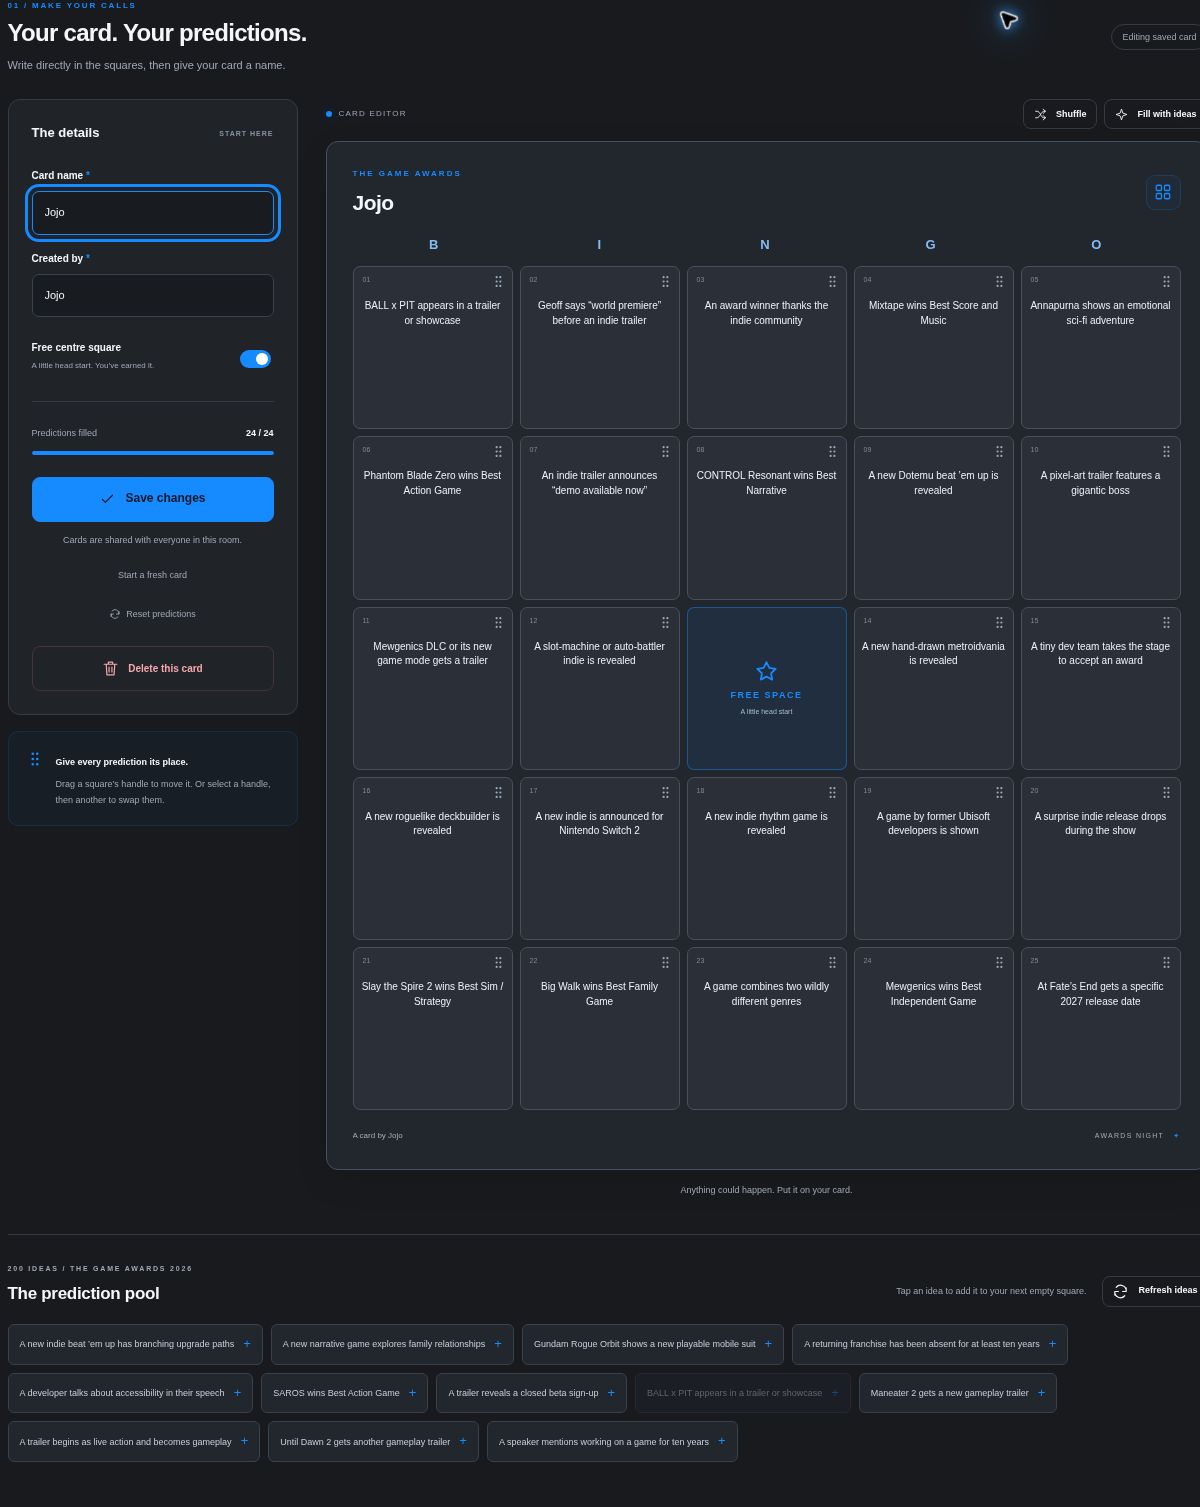 01 / MAKE YOUR CALLS
Your card. Your predictions.
Write directly in the squares, then give your card a name.
Editing saved card
The details
START HERE
Card name *
Jojo
Created by *
Jojo
Free centre square
A little head start. You've earned it.
Predictions filled
24 / 24
Save changes
Cards are shared with everyone in this room.
Start a fresh card
Reset predictions
Delete this card
Give every prediction its place.
Drag a square's handle to move it. Or select a handle,
then another to swap them.
CARD EDITOR
Shuffle
Fill with ideas
THE GAME AWARDS
Jojo
B I N G O
01
BALL x PIT appears in a trailer
or showcase
02
Geoff says “world premiere”
before an indie trailer
03
An award winner thanks the
indie community
04
Mixtape wins Best Score and
Music
05
Annapurna shows an emotional
sci-fi adventure
06
Phantom Blade Zero wins Best
Action Game
07
An indie trailer announces
“demo available now”
08
CONTROL Resonant wins Best
Narrative
09
A new Dotemu beat ’em up is
revealed
10
A pixel-art trailer features a
gigantic boss
11
Mewgenics DLC or its new
game mode gets a trailer
12
A slot-machine or auto-battler
indie is revealed
FREE SPACE
A little head start
14
A new hand-drawn metroidvania
is revealed
15
A tiny dev team takes the stage
to accept an award
16
A new roguelike deckbuilder is
revealed
17
A new indie is announced for
Nintendo Switch 2
18
A new indie rhythm game is
revealed
19
A game by former Ubisoft
developers is shown
20
A surprise indie release drops
during the show
21
Slay the Spire 2 wins Best Sim /
Strategy
22
Big Walk wins Best Family
Game
23
A game combines two wildly
different genres
24
Mewgenics wins Best
Independent Game
25
At Fate's End gets a specific
2027 release date
A card by Jojo
AWARDS NIGHT
Anything could happen. Put it on your card.
200 IDEAS / THE GAME AWARDS 2026
The prediction pool
Tap an idea to add it to your next empty square.
Refresh ideas
A new indie beat ’em up has branching upgrade paths +
A new narrative game explores family relationships +
Gundam Rogue Orbit shows a new playable mobile suit +
A returning franchise has been absent for at least ten years +
A developer talks about accessibility in their speech +
SAROS wins Best Action Game +
A trailer reveals a closed beta sign-up +
BALL x PIT appears in a trailer or showcase +
Maneater 2 gets a new gameplay trailer +
A trailer begins as live action and becomes gameplay +
Until Dawn 2 gets another gameplay trailer +
A speaker mentions working on a game for ten years +